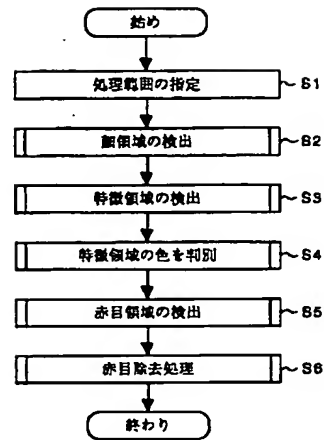 始め
処理範囲の指定 S1
顔領域の検出 S2
特徴領域の検出 S3
特徴領域の色を判別 S4
赤目領域の検出 S5
赤目除去処理 S6
終わり